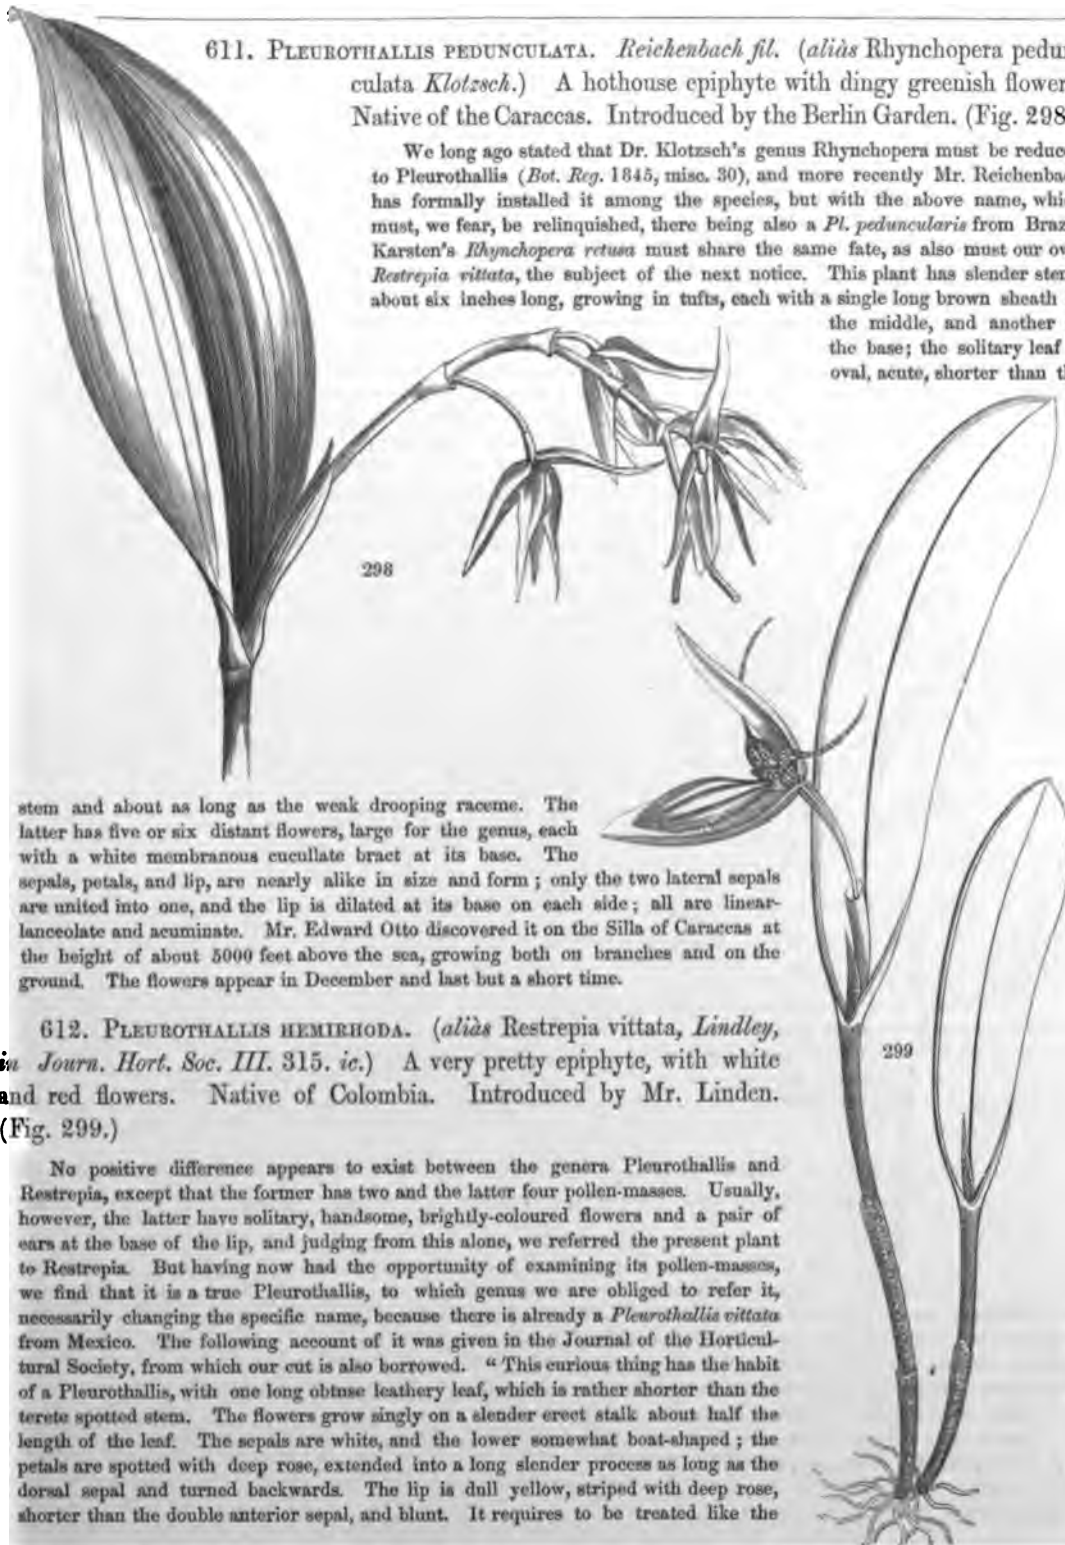 611. Pleurothallis pedunculata. Reichenbach fil. (aliàs Rhynchopera pedun
culata Klotzsch.) A hothouse epiphyte with dingy greenish flower
Native of the Caraccas. Introduced by the Berlin Garden. (Fig. 298
We long ago stated that Dr. Klotzsch's genus Rhynchopera must be reduce
to Pleurothallis (Bot. Reg. 1845, misc. 30), and more recently Mr. Reichenba
has formally installed it among the species, but with the above name, whi
must, we fear, be relinquished, there being also a Pl. peduncularis from Braz
Karsten's Rhynchopera retusa must share the same fate, as also must our ow
Restrepia vittata, the subject of the next notice. This plant has slender ster
about six inches long, growing in tufts, each with a single long brown sheath
the middle, and another
the base; the solitary leaf
oval, acute, shorter than th
298
stem and about as long as the weak drooping raceme. The
latter has five or six distant flowers, large for the genus, each
with a white membranous cucullate bract at its base. The
sepals, petals, and lip, are nearly alike in size and form; only the two lateral sepals
are united into one, and the lip is dilated at its base on each side; all are linear-
lanceolate and acuminate. Mr. Edward Otto discovered it on the Silla of Caraccas at
the height of about 5000 feet above the sea, growing both on branches and on the
ground. The flowers appear in December and last but a short time.
612. Pleurothallis hemirhoda. (aliàs Restrepia vittata, Lindley,
in Journ. Hort. Soc. III. 315. ic.) A very pretty epiphyte, with white
and red flowers. Native of Colombia. Introduced by Mr. Linden.
(Fig. 299.)
299
No positive difference appears to exist between the genera Pleurothallis and
Restrepia, except that the former has two and the latter four pollen-masses. Usually,
however, the latter have solitary, handsome, brightly-coloured flowers and a pair of
ears at the base of the lip, and judging from this alone, we referred the present plant
to Restrepia. But having now had the opportunity of examining its pollen-masses,
we find that it is a true Pleurothallis, to which genus we are obliged to refer it,
necessarily changing the specific name, because there is already a Pleurothallis vittata
from Mexico. The following account of it was given in the Journal of the Horticul-
tural Society, from which our cut is also borrowed. "This curious thing has the habit
of a Pleurothallis, with one long obtuse leathery leaf, which is rather shorter than the
terete spotted stem. The flowers grow singly on a slender erect stalk about half the
length of the leaf. The sepals are white, and the lower somewhat boat-shaped; the
petals are spotted with deep rose, extended into a long slender process as long as the
dorsal sepal and turned backwards. The lip is dull yellow, striped with deep rose,
shorter than the double anterior sepal, and blunt. It requires to be treated like the